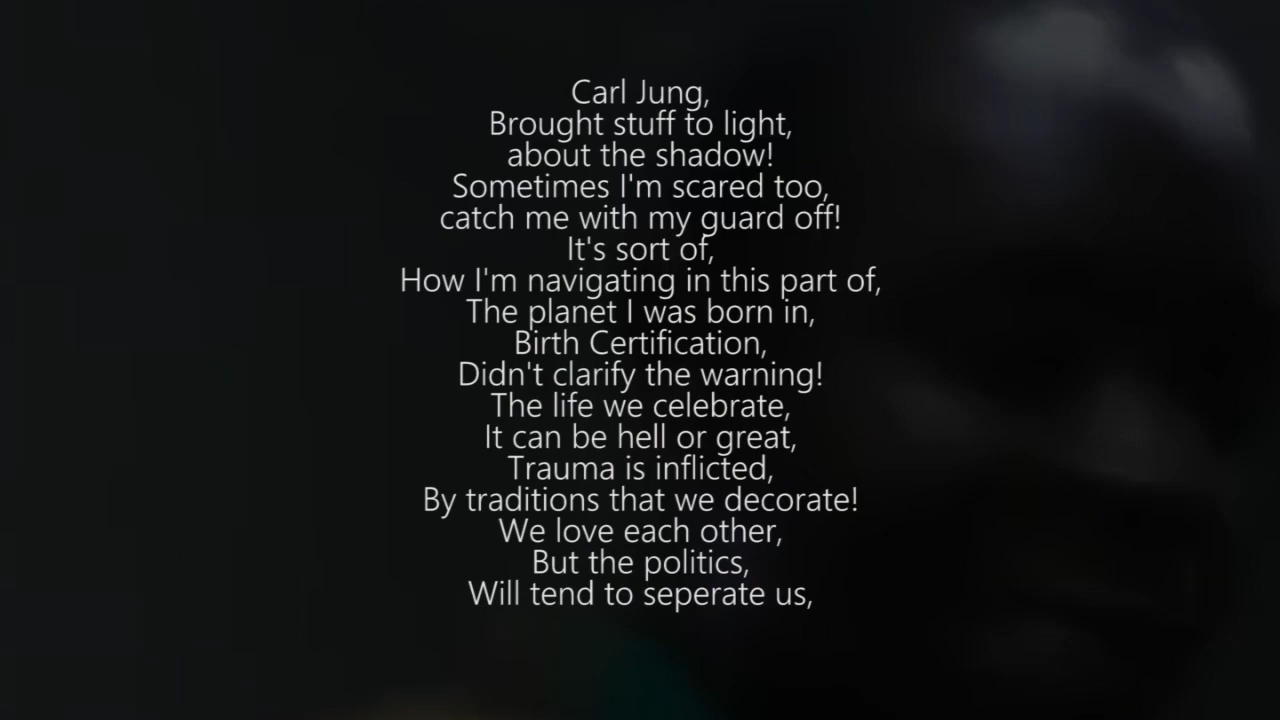 Carl Jung,
Brought stuff to light,
about the shadow!
Sometimes I'm scared too,
catch me with my guard off!
It's sort of,
How I'm navigating in this part of,
The planet I was born in,
Birth Certification,
Didn't clarify the warning!
The life we celebrate,
It can be hell or great,
Trauma is inflicted,
By traditions that we decorate!
We love each other,
But the politics,
Will tend to seperate us,